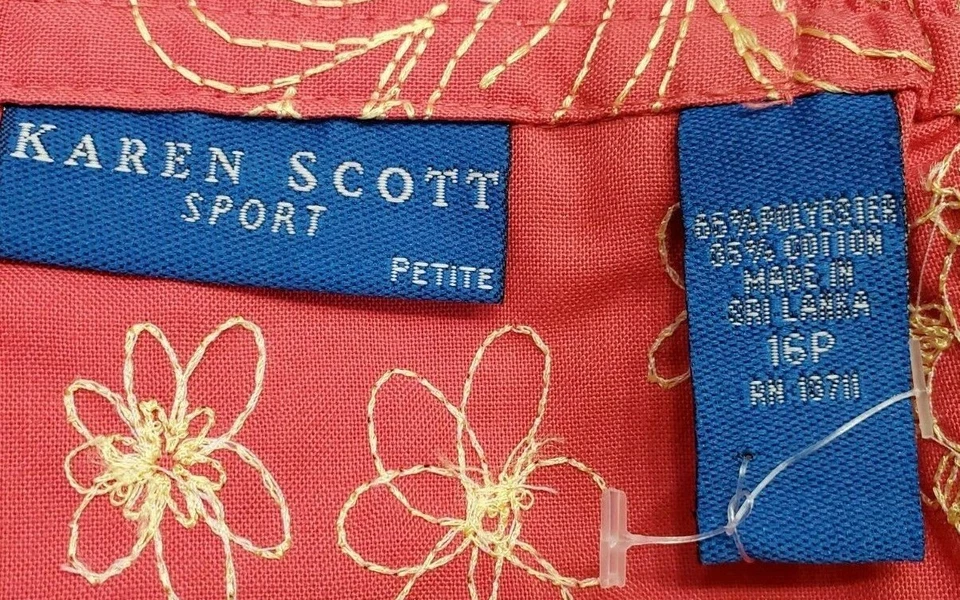 KAREN SCOTT
SPORT
PETITE
65% POLYESTER
35% COTTON
MADE IN
SRI LANKA
16P
RN 13711